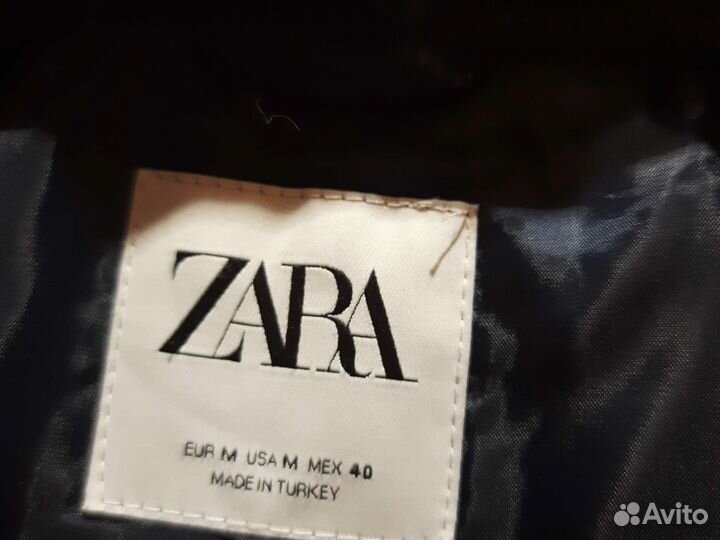 ZARA
EUR M USA M MEX 40
MADE IN TURKEY
Avito